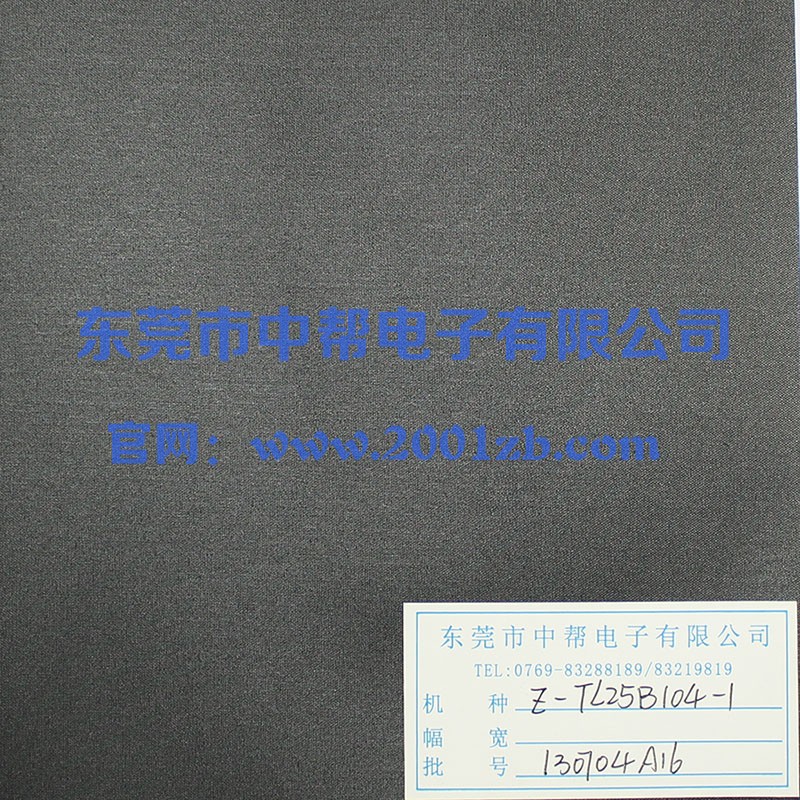 东莞市中帮电子有限公司
官网：www.2001zb.com
东莞市中帮电子有限公司
TEL:0769-83288189/83219819
机 种 Z-TL25B104-1
幅 宽
批 号 130704A16